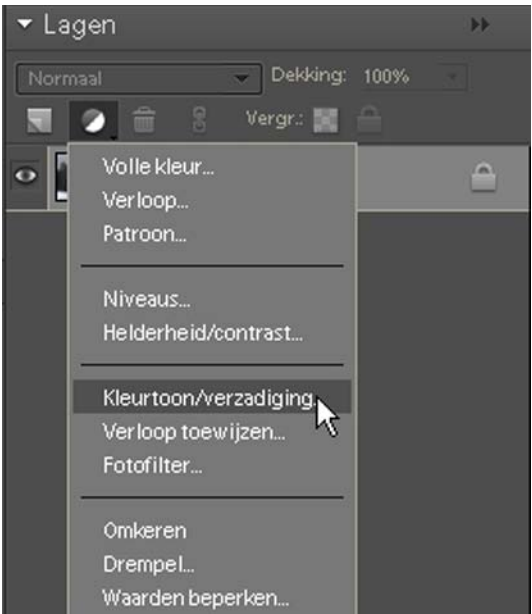 Lagen
Normaal Dekking: 100%
Vergr.:
Volle kleur...
Verloop...
Patroon...
Niveaus...
Helderheid/contrast...
Kleurtoon/verzadiging...
Verloop toewijzen...
Fotofilter...
Omkeren
Drempel...
Waarden beperken...